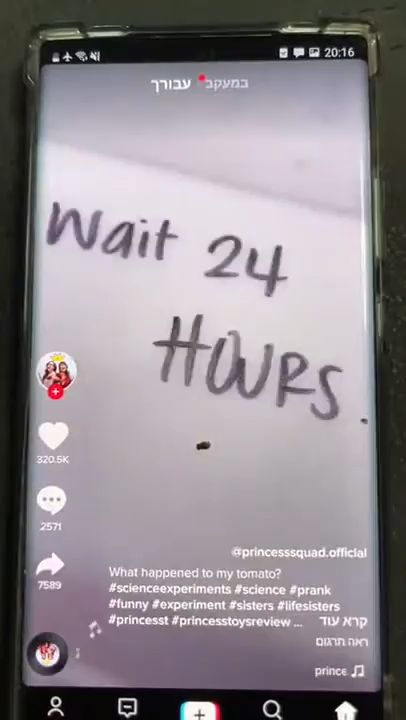 20:16
במעקב עבורך
Wait 24
HOURS
320.5K
2571
7589
@princesssquad.official
What happened to my tomato?
#scienceexperiments #science #prank
#funny #experiment #sisters #lifesisters
#princesst #princesstoysreview ... קרא עוד
ראה תרגום
prince